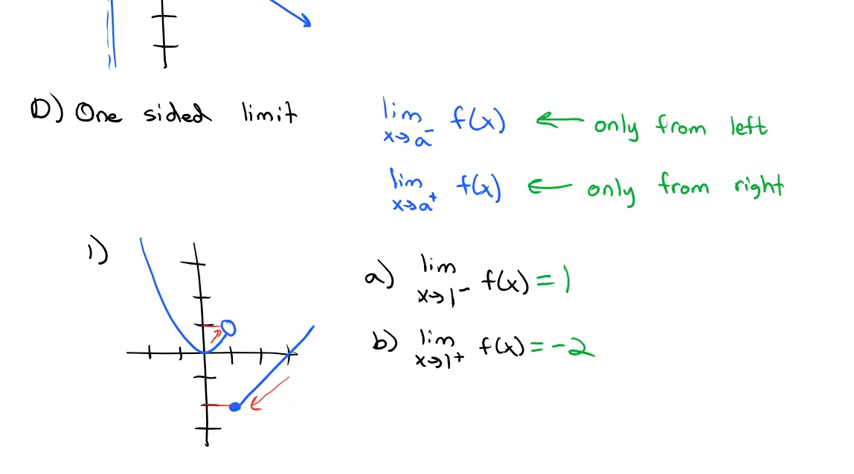 D) One sided limit
lim x→a⁻ f(x) ← only from left
lim x→a⁺ f(x) ← only from right
1)
a) lim x→1⁻ f(x) = 1
b) lim x→1⁺ f(x) = -2